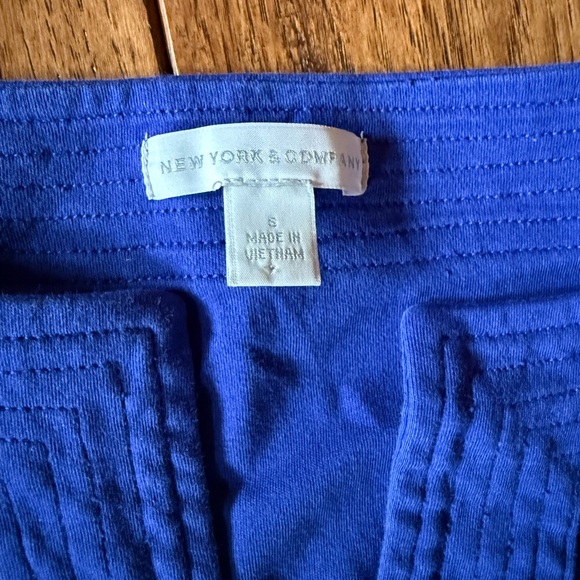 NEW YORK & COMPANY
S
MADE IN
VIETNAM